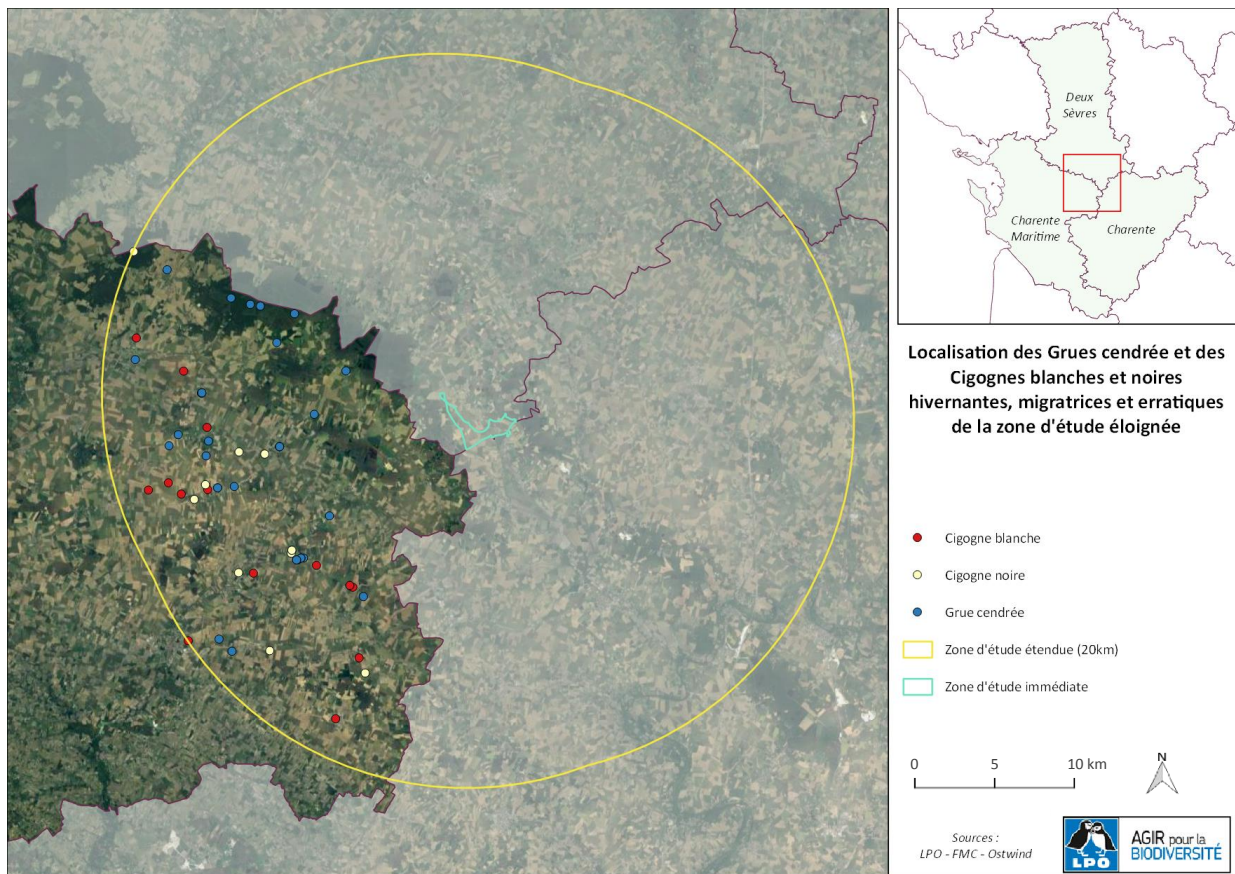 Deux
Sèvres
Charente
Maritime
Charente
Localisation des Grues cendrée et des
Cigognes blanches et noires
hivernantes, migratrices et erratiques
de la zone d'étude éloignée
Cigogne blanche
Cigogne noire
Grue cendrée
Zone d'étude étendue (20km)
Zone d'étude immédiate
0 5 10 km
N
Sources :
LPO - FMC - Ostwind
LPO
AGIR pour la
BIODIVERSITÉ